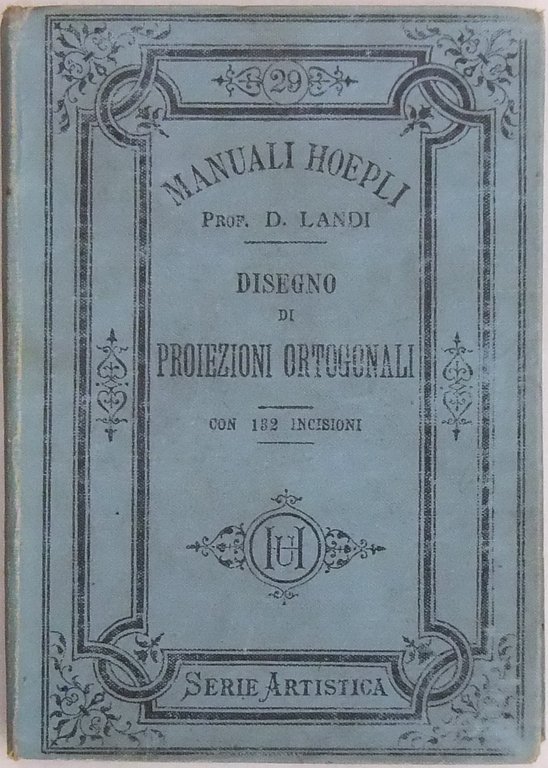 29
MANUALI HOEPLI
PROF. D. LANDI
DISEGNO
DI
PROIEZIONI ORTOGONALI
CON 132 INCISIONI
UH
SERIE ARTISTICA